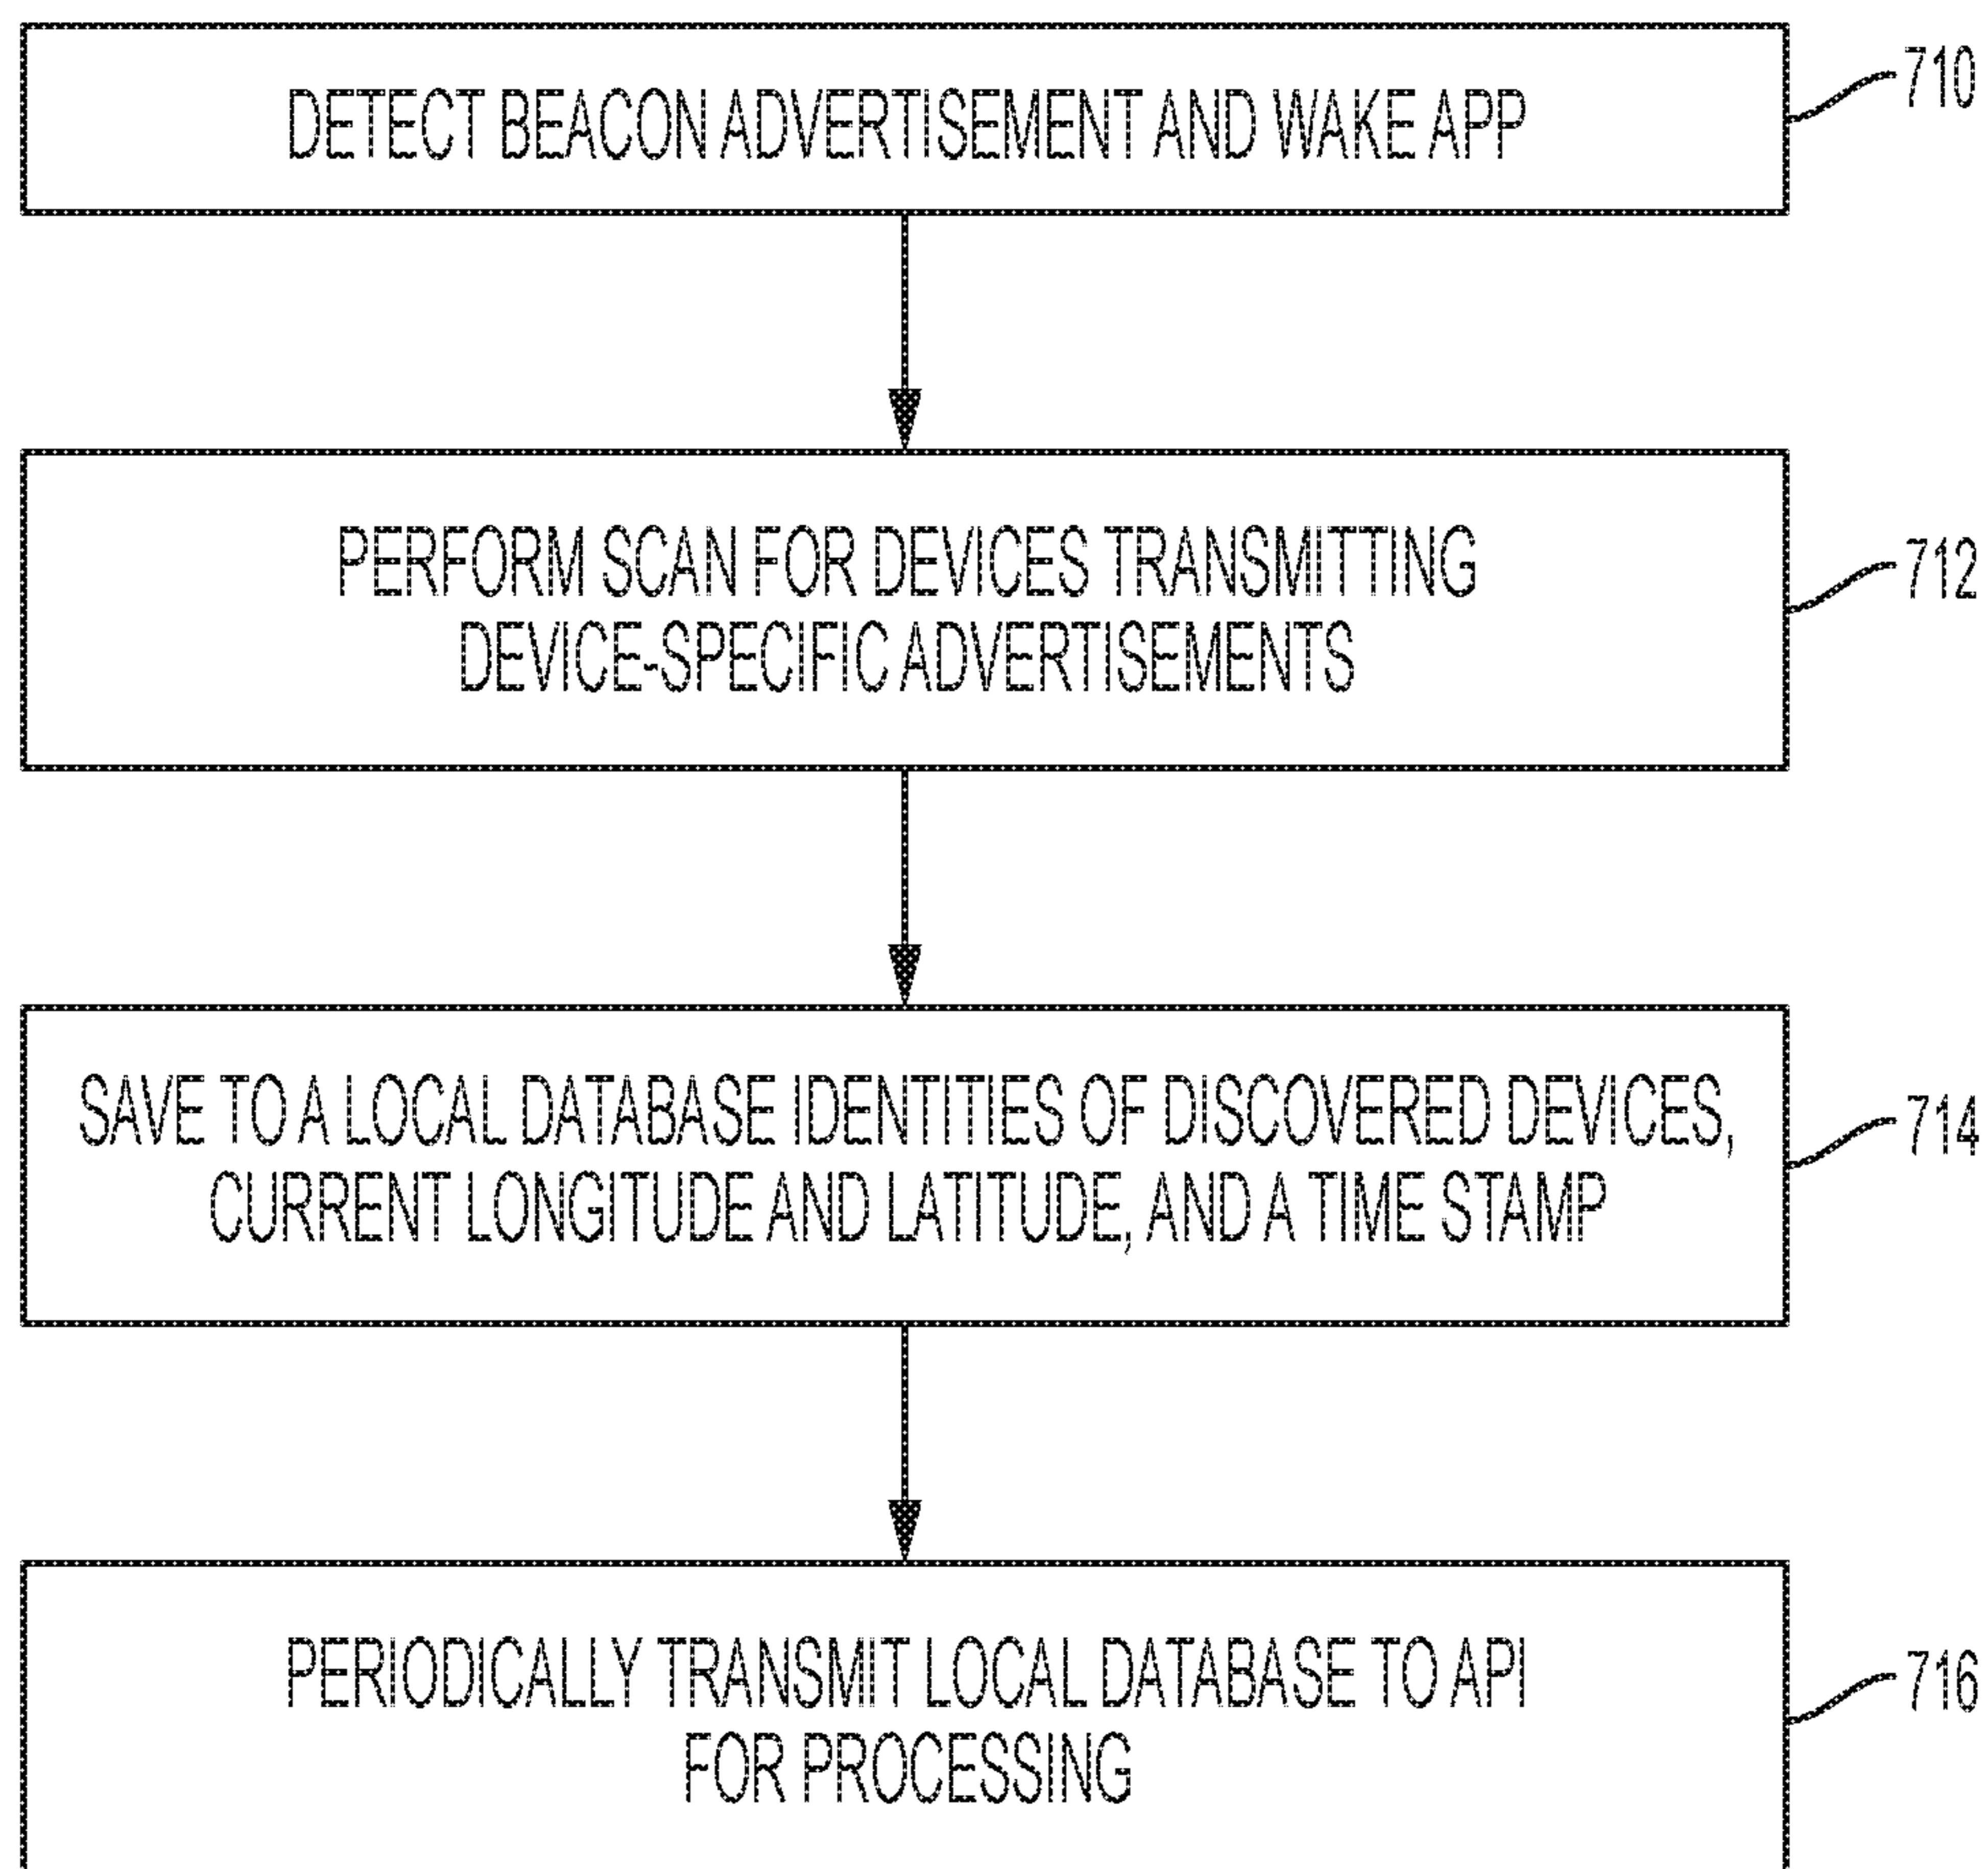 DETECT BEACON ADVERTISEMENT AND WAKE APP
710
PERFORM SCAN FOR DEVICES TRANSMITTING
DEVICE-SPECIFIC ADVERTISEMENTS
712
SAVE TO A LOCAL DATABASE IDENTITIES OF DISCOVERED DEVICES,
CURRENT LONGITUDE AND LATITUDE, AND A TIME STAMP
714
PERIODICALLY TRANSMIT LOCAL DATABASE TO API
FOR PROCESSING
716